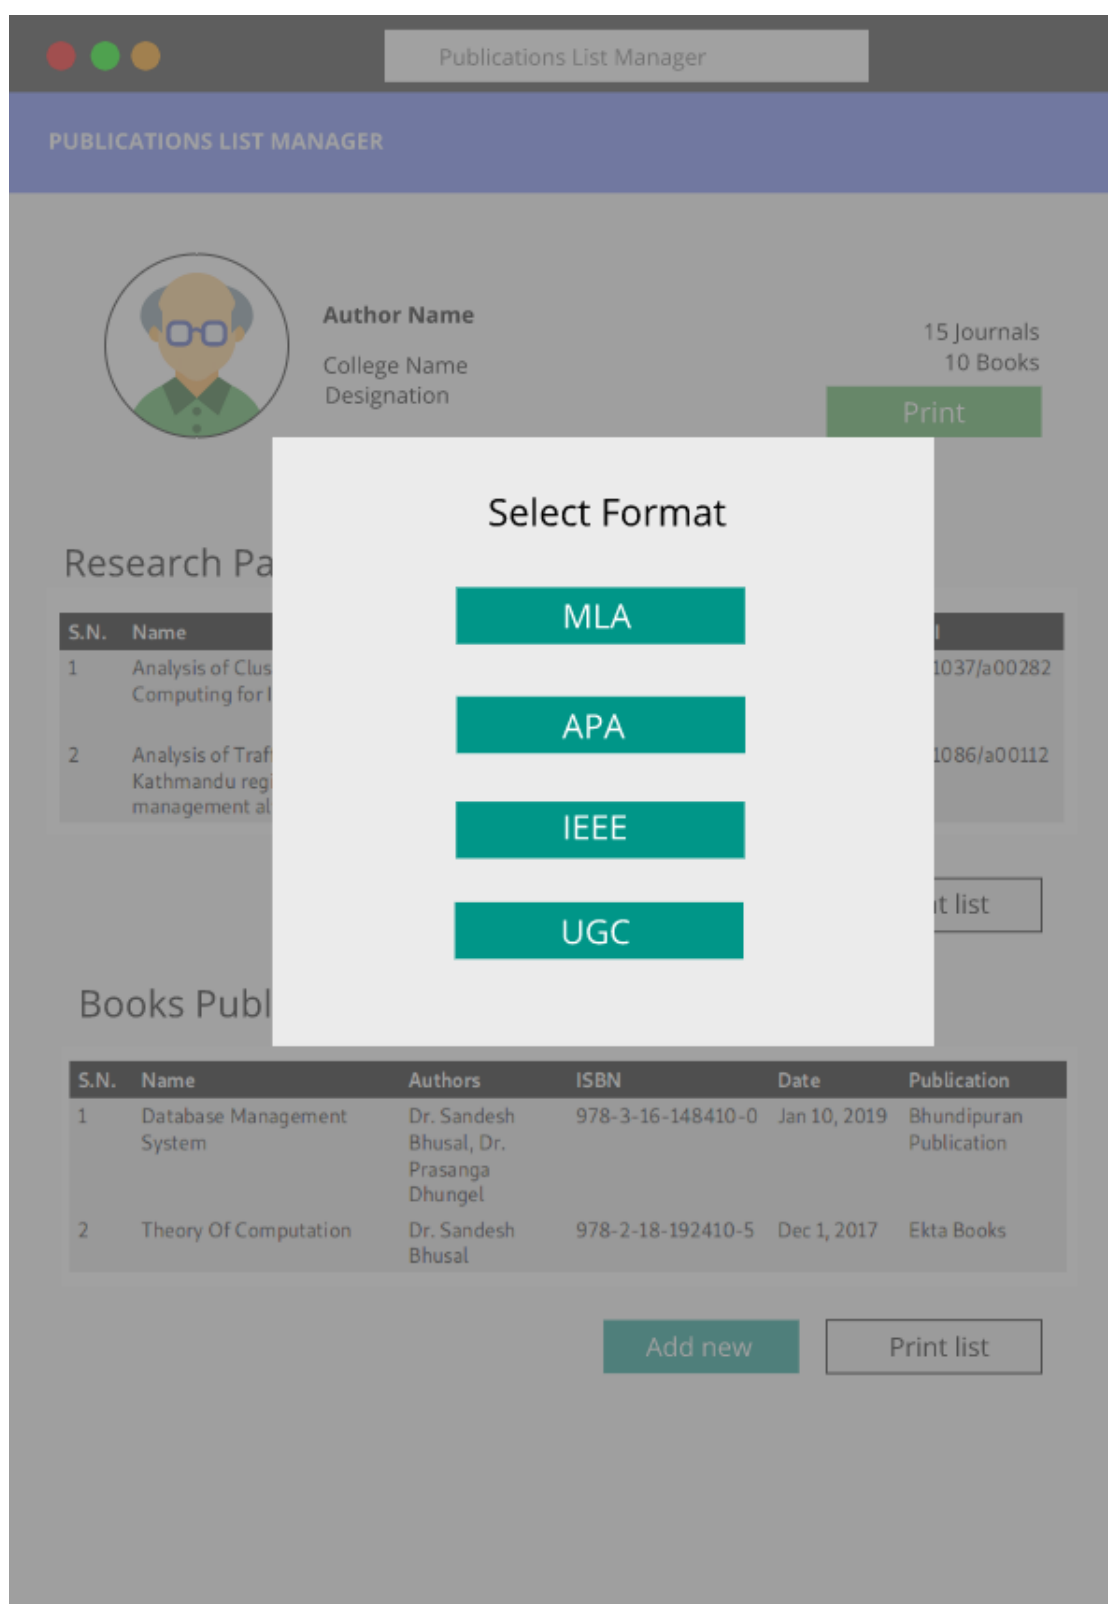 Publications List Manager
PUBLICATIONS LIST MANAGER
Author Name
College Name
Designation
15 Journals
10 Books
Print
Select Format
MLA
APA
IEEE
UGC
Research Pa
S.N. Name I
1 Analysis of Clus 1037/a00282
Computing for I
2 Analysis of Traf 1086/a00112
Kathmandu regi
management al
t list
Books Publ
S.N. Name Authors ISBN Date Publication
1 Database Management Dr. Sandesh 978-3-16-148410-0 Jan 10, 2019 Bhundipuran
System Bhusal, Dr. Publication
Prasanga
Dhungel
2 Theory Of Computation Dr. Sandesh 978-2-18-192410-5 Dec 1, 2017 Ekta Books
Bhusal
Add new Print list